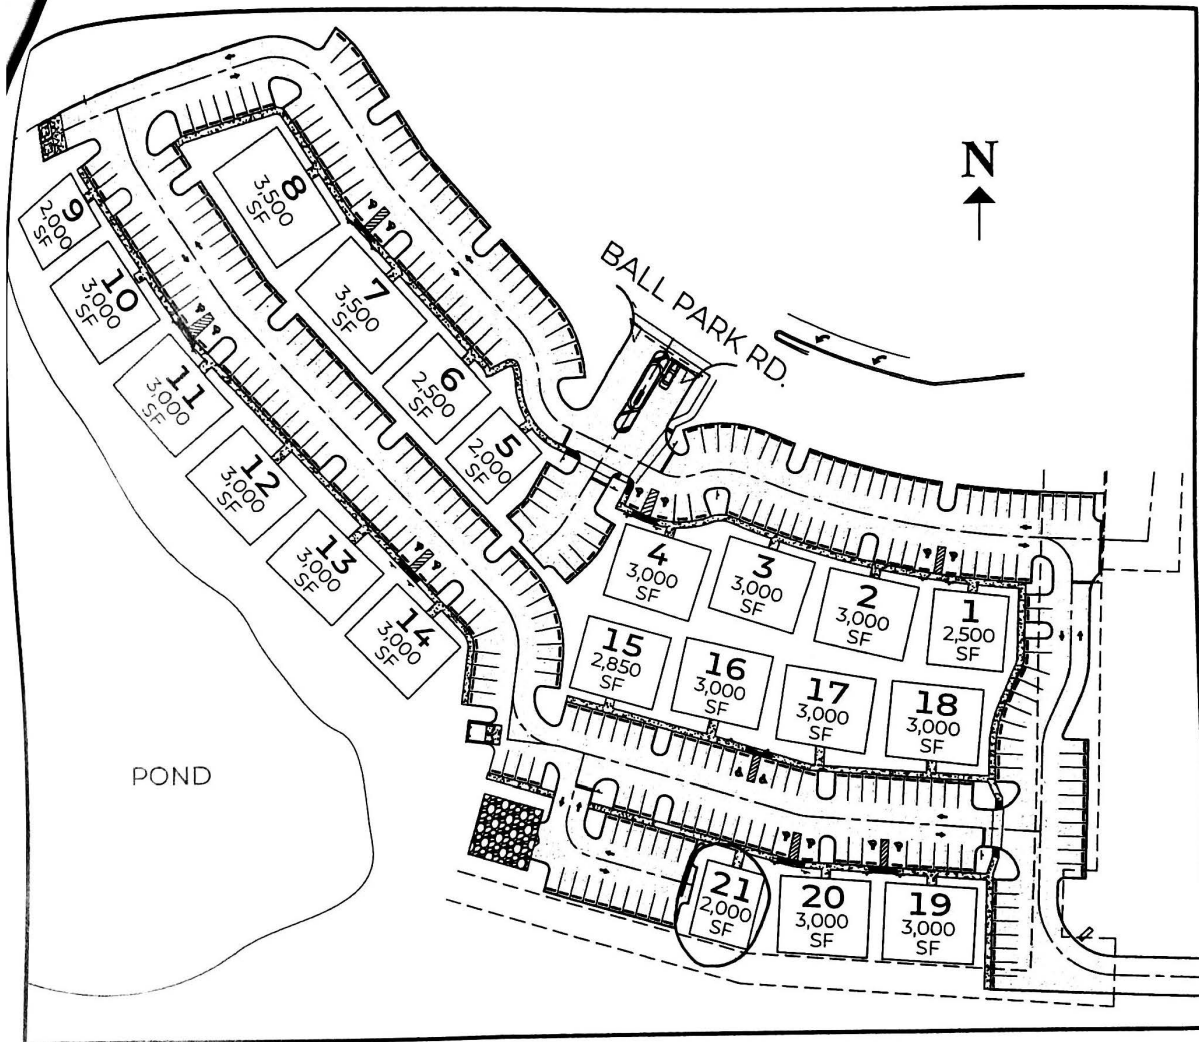 N
BALL PARK RD.
8
3,500
SF
9
2,000
SF
10
3,000
SF
7
3,500
SF
11
3,000
SF
6
2,500
SF
5
2,000
SF
12
3,000
SF
13
3,000
SF
14
3,000
SF
4
3,000
SF
3
3,000
SF
2
3,000
SF
1
2,500
SF
15
2,850
SF
16
3,000
SF
17
3,000
SF
18
3,000
SF
POND
21
2,000
SF
20
3,000
SF
19
3,000
SF